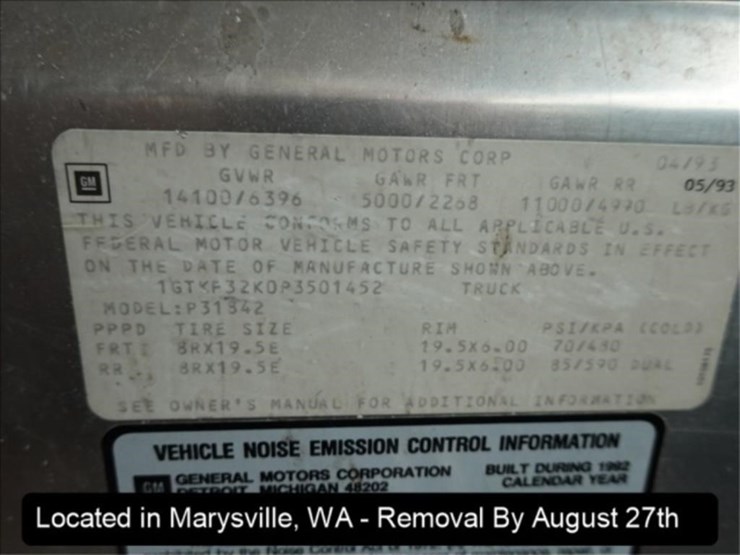 MFD BY GENERAL MOTORS CORP 04/93
GM GVWR GAWR FRT GAWR RR 05/93
14100/6396 5000/2268 11000/4990 LB/KG
THIS VEHICLE CONFORMS TO ALL APPLICABLE U.S.
FEDERAL MOTOR VEHICLE SAFETY STANDARDS IN EFFECT
ON THE DATE OF MANUFACTURE SHOWN ABOVE.
TRUCK
MODEL:P31342
PPPD TIRE SIZE RIM PSI/KPA (COLD)
FRT 8RX19.5E 19.5X6.00 70/480
RR 8RX19.5E 19.5X6.00 85/590 DUAL
SEE OWNER'S MANUAL FOR ADDITIONAL INFORMATION
VEHICLE NOISE EMISSION CONTROL INFORMATION
GM GENERAL MOTORS CORPORATION BUILT DURING 1992
DETROIT MICHIGAN 48202 CALENDAR YEAR
Located in Marysville, WA - Removal By August 27th